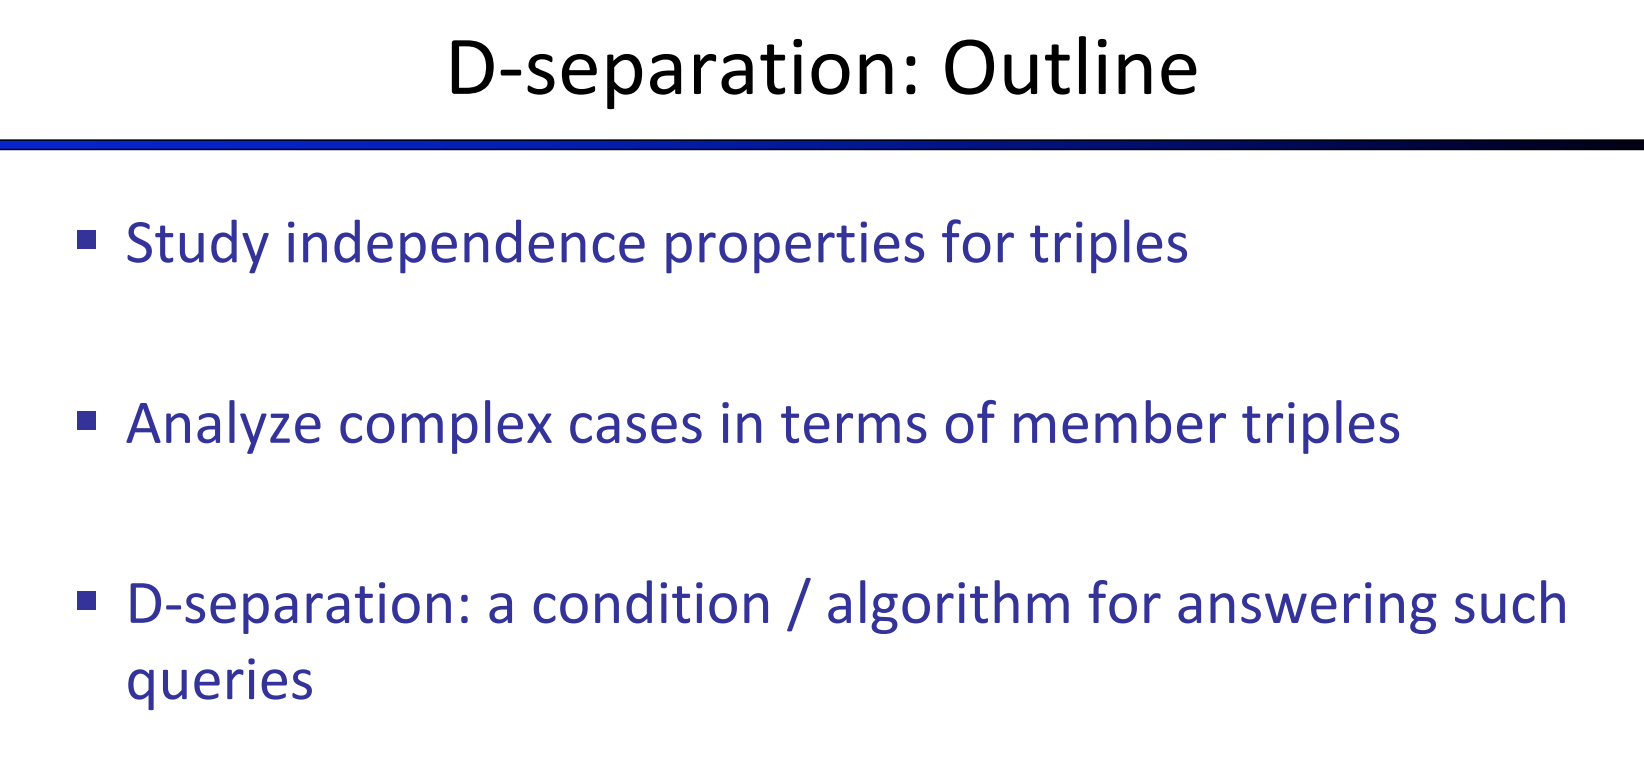 D-separation: Outline
▪ Study independence properties for triples
▪ Analyze complex cases in terms of member triples
▪ D-separation: a condition / algorithm for answering such
queries